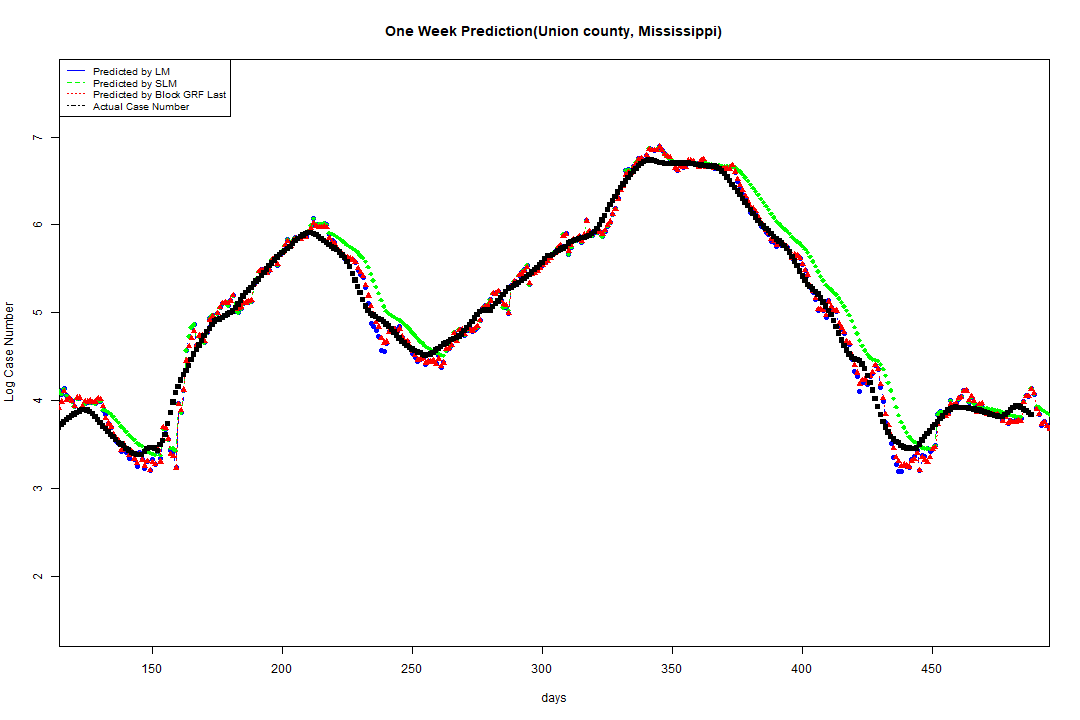 One Week Prediction(Union county, Mississippi)
Predicted by LM
Predicted by SLM
Predicted by Block GRF Last
Actual Case Number
7
6
5
4
3
2
Log Case Number
150 200 250 300 350 400 450
days